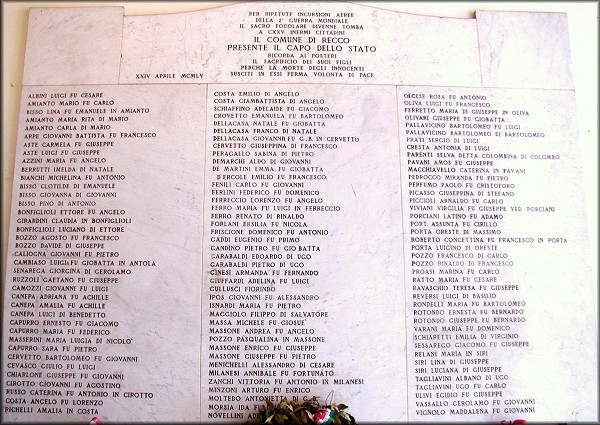 PER RIPETUTE INCURSIONI AEREE
DELLA 2ª GUERRA MONDIALE
IL SACRO FOCOLARE DIVENNE TOMBA
A CXXV INERMI CITTADINI
IL COMUNE DI RECCO
PRESENTE IL CAPO DELLO STATO
RICORDA AI POSTERI
IL SACRIFICIO DEI SUOI FIGLI
PERCHÈ LA MORTE DEGLI INNOCENTI
XXIV APRILE MCMLV SUSCITI IN ESSI FERMA VOLONTÀ DI PACE
ALBINI LUIGI FU CESARE
AMIANTO MARIO FU CARLO
BISSO LINA FU EMANUELE IN AMIANTO
AMIANTO MARIA RITA DI MARIO
AMIANTO CARLA DI MARIO
ARPE GIOVANNI BATTISTA FU FRANCESCO
ASTE CARMELA FU GIUSEPPE
ASTE LUIGI FU GIUSEPPE
AZZINI MARIA FU ANGELO
BERRUTTI IMELDA DI NATALE
BIANCHI MICHELINA FU ANTONIO
BISSO CLOTILDE DI EMANUELE
BISSO GIOVANNA DI GIOVANNI
BISSO PINO DI ANTONIO
BONFIGLIOLI ETTORE FU ANGELO
GIRARDINI CLAUDIA IN BONFIGLIOLI
BONFIGLIOLI LUCIANO DI ETTORE
BOZZO AGOSTO FU FRANCESCO
BOZZO DAVIDE DI GIUSEPPE
CALIOGNA GIOVANNI FU PIETRO
CAMBIASO LUIGIA FU GIOBATTA IN ANTOLA
SENAREGA GIORGINA DI GEROLAMO
RUZZOLI GAETANO FU GIUSEPPE
CAMOZZI GIOVANNI FU LUIGI
CANEPA ADRIANA FU ACHILLE
CANEPA AMALIA FU ACHILLE
CANEPA LUIGI DI BENEDETTO
CAPURRO ERNESTO FU GIACOMO
CAPURRO MARIA FU FEDERICO
MASSERINI MARIA LUIGIA DI NICOLO'
CAPURRO SARA FU PIETRO
CERVETTO BARTOLOMEO FU GIOVANNI
CEVASCO GIULIO FU LUIGI
CHIARLONE GIUSEPPE FU GIOVANNI
CIROTTO GIOVANNI FU AGOSTINO
RUSSO CATERINA FU ANTONIO IN CIROTTO
COSTA ANGELO FU LORENZO
RICHELLI AMALIA IN COSTA
COSTA EMILIO DI ANGELO
COSTA GIAMBATTISTA DI ANGELO
SCHIAFFINO ADELAIDE FU GIACOMO
CROVETTO EMANUELA FU BARTOLOMEO
DELLACASA NATALE FU GIOBATTA
DELLACASA FRANCO DI NATALE
DELLACASA GIOVANNA FU G.B. IN CERVETTO
CERVETTO GIUSEPPINA DI FRANCESCO
PERAGALLO SABINA DI PIETRO
DEMARCHI ALDO DI GIOVANNI
DE MARTINI EMMA FU GIOBATTA
D'ERCOLE EMILIO FU FRANCESCO
FENILI CARLO FU GIOVANNI
FERLINI FEDERICO FU DOMENICO
FERRECCIO LORENZO FU ANGELO
FERRO MARIA FU LUIGI IN FERRECCIO
FERRO RENATO DI RINALDO
FORLANI ERSILIA FU NICOLA
FRISCIONE DOMENICO FU ANTONIO
GADDI EUGENIO FU PRIMO
GANDINO PIETRO FU GIO BATTA
GARABALDI EDOARDO DI UGO
GARABALDI PIETRO DI UGO
GINESI ARMANDA FU FERNANDO
GIUFFARDI ADELINA FU LUIGI
GULLUSCI FIORINDO
IPOS GIOVANNI FU ALESSANDRO
ISNARDI MARIA FU PIETRO
MAGGIOLO FILIPPO DI SALVATORE
MASSA MICHELE FU GIOSUÈ
MASSONE ANDREA FU ANGELO
POZZO PASQUALINA IN MASSONE
MASSONE ENRICO FU GIUSEPPE
MASSONE GIUSEPPE FU PIETRO
MENICHELLI ALESSANDRO DI CESARE
MILANESI ANNIBALE FU FORTUNATO
ZANCHI VITTORIA FU ANTONIO IN MILANESI
MINZONI ARTURO FU ENRICO
MOLTEDO ANTONIETTA DI G.B.
MORSIA IDA FU
NOVELLINI
OLCESE ROSA FU ANTONIO
OLIVA LUIGI FU FRANCESCO
FERRETTO MARIA DI GIUSEPPE IN OLIVA
OLIVARI GIUSEPPE FU GIOBATTA
PALLAVICINO BARTOLOMEO FU LUIGI
PALLAVICINO BARTOLOMEO DI BARTOLOMEO
PRATI SERGIO DI LUIGI
CRESTA ANTONIA DI LUIGI
PARENTI SELVA DETTA COLOMBINA DI COLOMBO
PAVANI AMOS FU GIUSEPPE
MACCHIAVELLO CATERINA IN PAVANI
PEDROCCO MIRANDA FU PIETRO
PERFUMO PAOLO FU CRISTOFORO
PICASSO GIUSEPPINA DI STEFANO
PICCIOLI ARNALDO FU CARLO
VIVIANI VIRGILIA FU GIUSEPPE VED. PORCIANI
PORCIANI LATINO FU ADAMO
PORT ASSUNTA FU CIRILLO
PORTA ORESTE DI MASSIMO
ROBERTO CONCETTINA FU FRANCESCO IN PORTA
PORTA LUIGINO DI ORESTE
POZZO FRANCESCO DI CARLO
POZZO RINALDO DI FRANCESCO
PROASI MARINA FU CARLO
RATTO MARIA FU CESARE
RAVASCHIO TERESA FU GIUSEPPE
REVERSI LUIGI DI BASILIO
RONDELLI MARIA FU BARTOLOMEO
ROTONDO ERNESTA FU BERNARDO
ROTONDO GIUSEPPE FU BERNARDO
VARANI MARIA FU DOMENICO
SCHIARETTI EMILIA DI VIRGINIO
SESSAREGO GIACOMO FU GIUSEPPE
RELANI MARIA IN SIRI
SIRI LINA DI GIUSEPPE
SIRI LUCIANA DI GIUSEPPE
TAGLIAVINI ALBANO DI UGO
TAGLIAVINI UGO FU CARLO
ULIVI EGIDIO FU GIUSEPPE
VASSALLO GEROLAMO FU GIOVANNI
VIGNOLO MADDALENA FU GIOVANNI